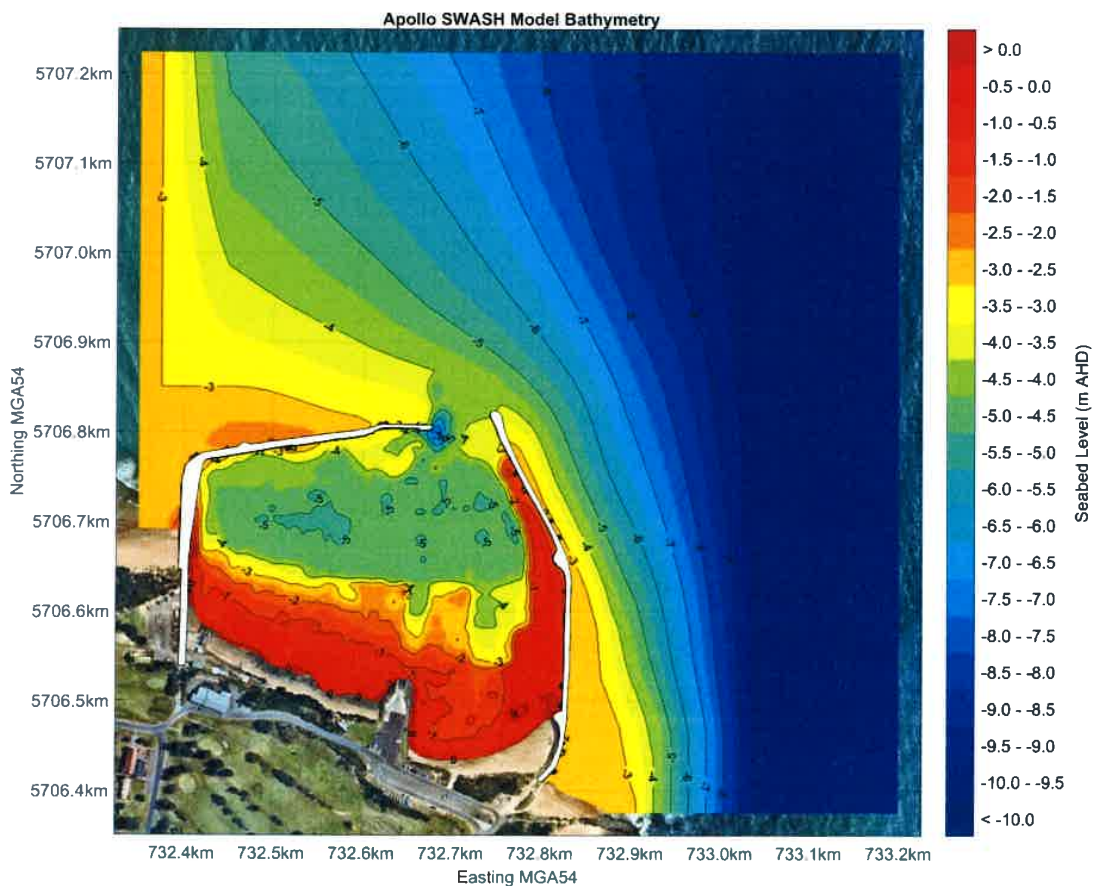 Apollo SWASH Model Bathymetry
5707.2km
5707.1km
5707.0km
5706.9km
5706.8km
5706.7km
5706.6km
5706.5km
5706.4km
Northing MGA54
732.4km 732.5km 732.6km 732.7km 732.8km 732.9km 733.0km 733.1km 733.2km
Easting MGA54
> 0.0
-0.5 - 0.0
-1.0 - -0.5
-1.5 - -1.0
-2.0 - -1.5
-2.5 - -2.0
-3.0 - -2.5
-3.5 - -3.0
-4.0 - -3.5
-4.5 - -4.0
-5.0 - -4.5
-5.5 - -5.0
-6.0 - -5.5
-6.5 - -6.0
-7.0 - -6.5
-7.5 - -7.0
-8.0 - -7.5
-8.5 - -8.0
-9.0 - -8.5
-9.5 - -9.0
-10.0 - -9.5
< -10.0
Seabed Level (m AHD)